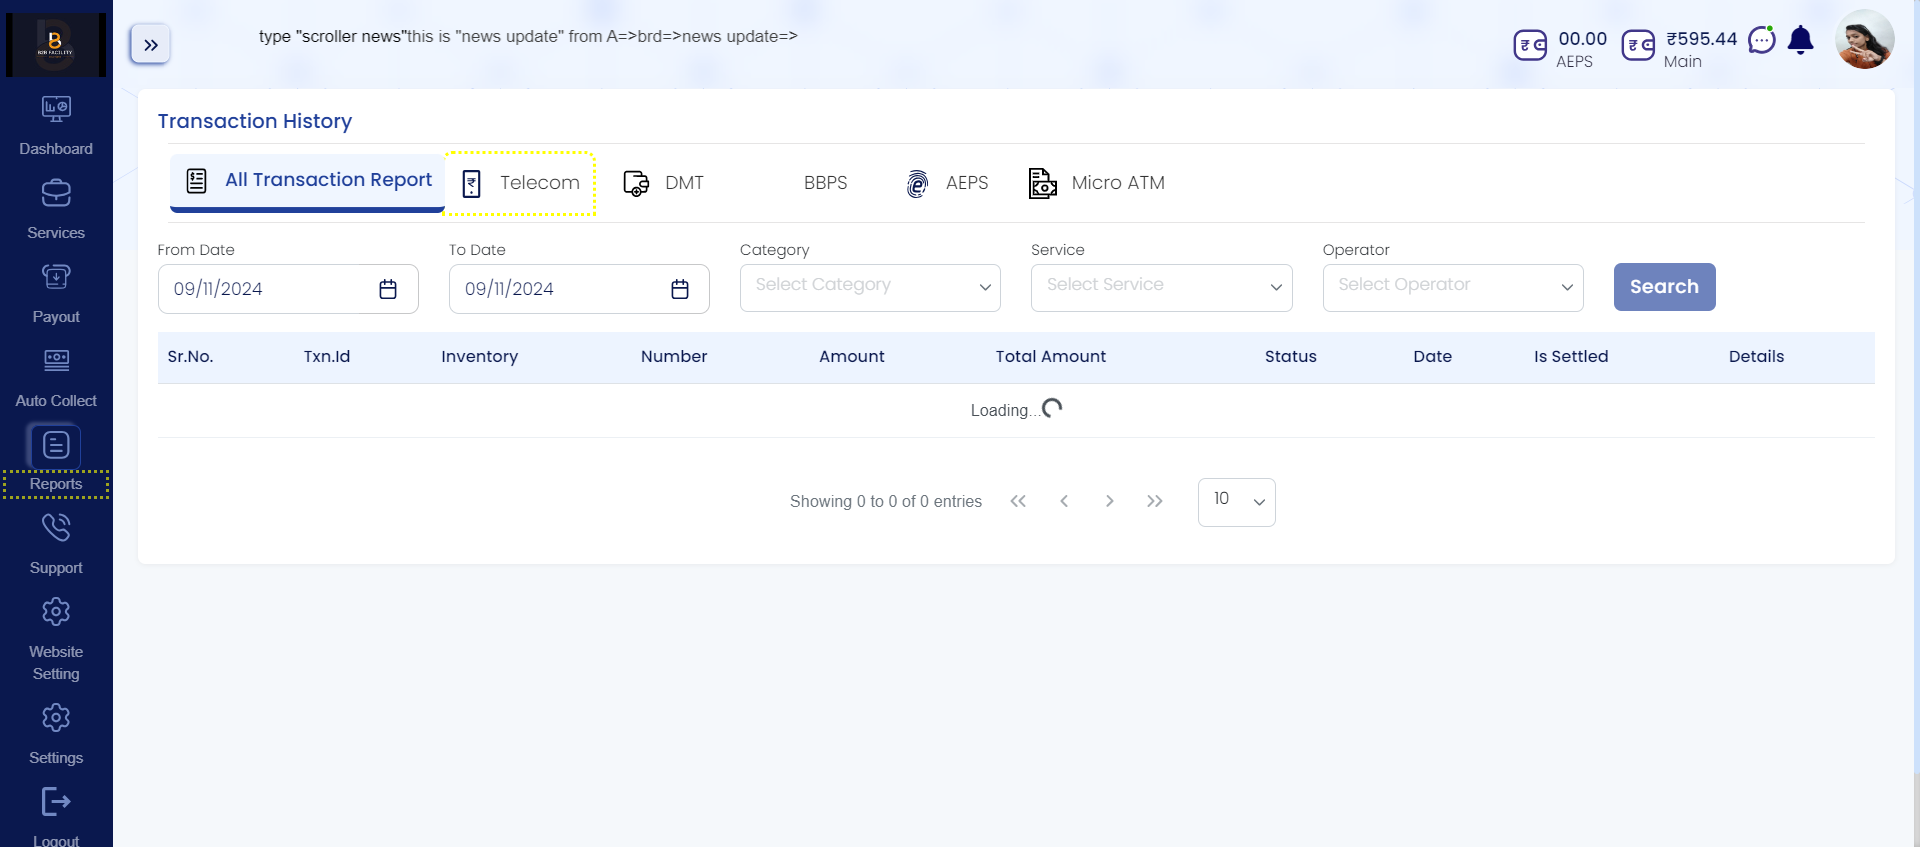 B2B FACILITY
type "scroller news"this is "news update" from A=>brd=>news update=>
00.00
AEPS
₹595.44
Main
Dashboard
Services
Payout
Auto Collect
Reports
Support
Website
Setting
Settings
Logout
Transaction History
All Transaction Report
Telecom
DMT
BBPS
AEPS
Micro ATM
From Date
To Date
Category
Service
Operator
09/11/2024
09/11/2024
Select Category
Select Service
Select Operator
Search
Sr.No. Txn.Id Inventory Number Amount Total Amount Status Date Is Settled Details
Loading...
Showing 0 to 0 of 0 entries
10